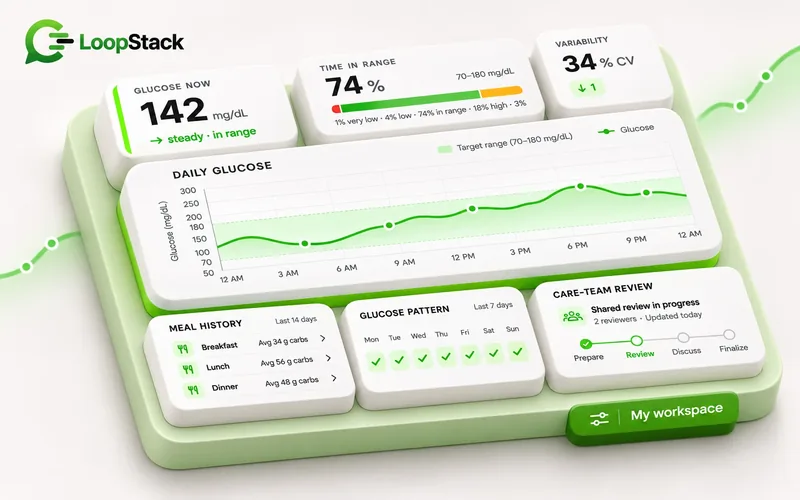 LoopStack
GLUCOSE NOW
142 mg/dL
→ steady · in range
TIME IN RANGE
74 %
70–180 mg/dL
1% very low · 4% low · 74% in range · 18% high · 3%
VARIABILITY
34 % CV
↓ 1
DAILY GLUCOSE
Target range (70–180 mg/dL)
Glucose
Glucose (mg/dL)
300
250
200
180
150
100
70
50
12 AM
3 AM
6 AM
9 AM
12 PM
3 PM
6 PM
9 PM
12 AM
MEAL HISTORY
Last 14 days
Breakfast
Avg 34 g carbs
Lunch
Avg 56 g carbs
Dinner
Avg 48 g carbs
GLUCOSE PATTERN
Last 7 days
Mon Tue Wed Thu Fri Sat Sun
CARE-TEAM REVIEW
Shared review in progress
2 reviewers · Updated today
Prepare
Review
Discuss
Finalize
My workspace